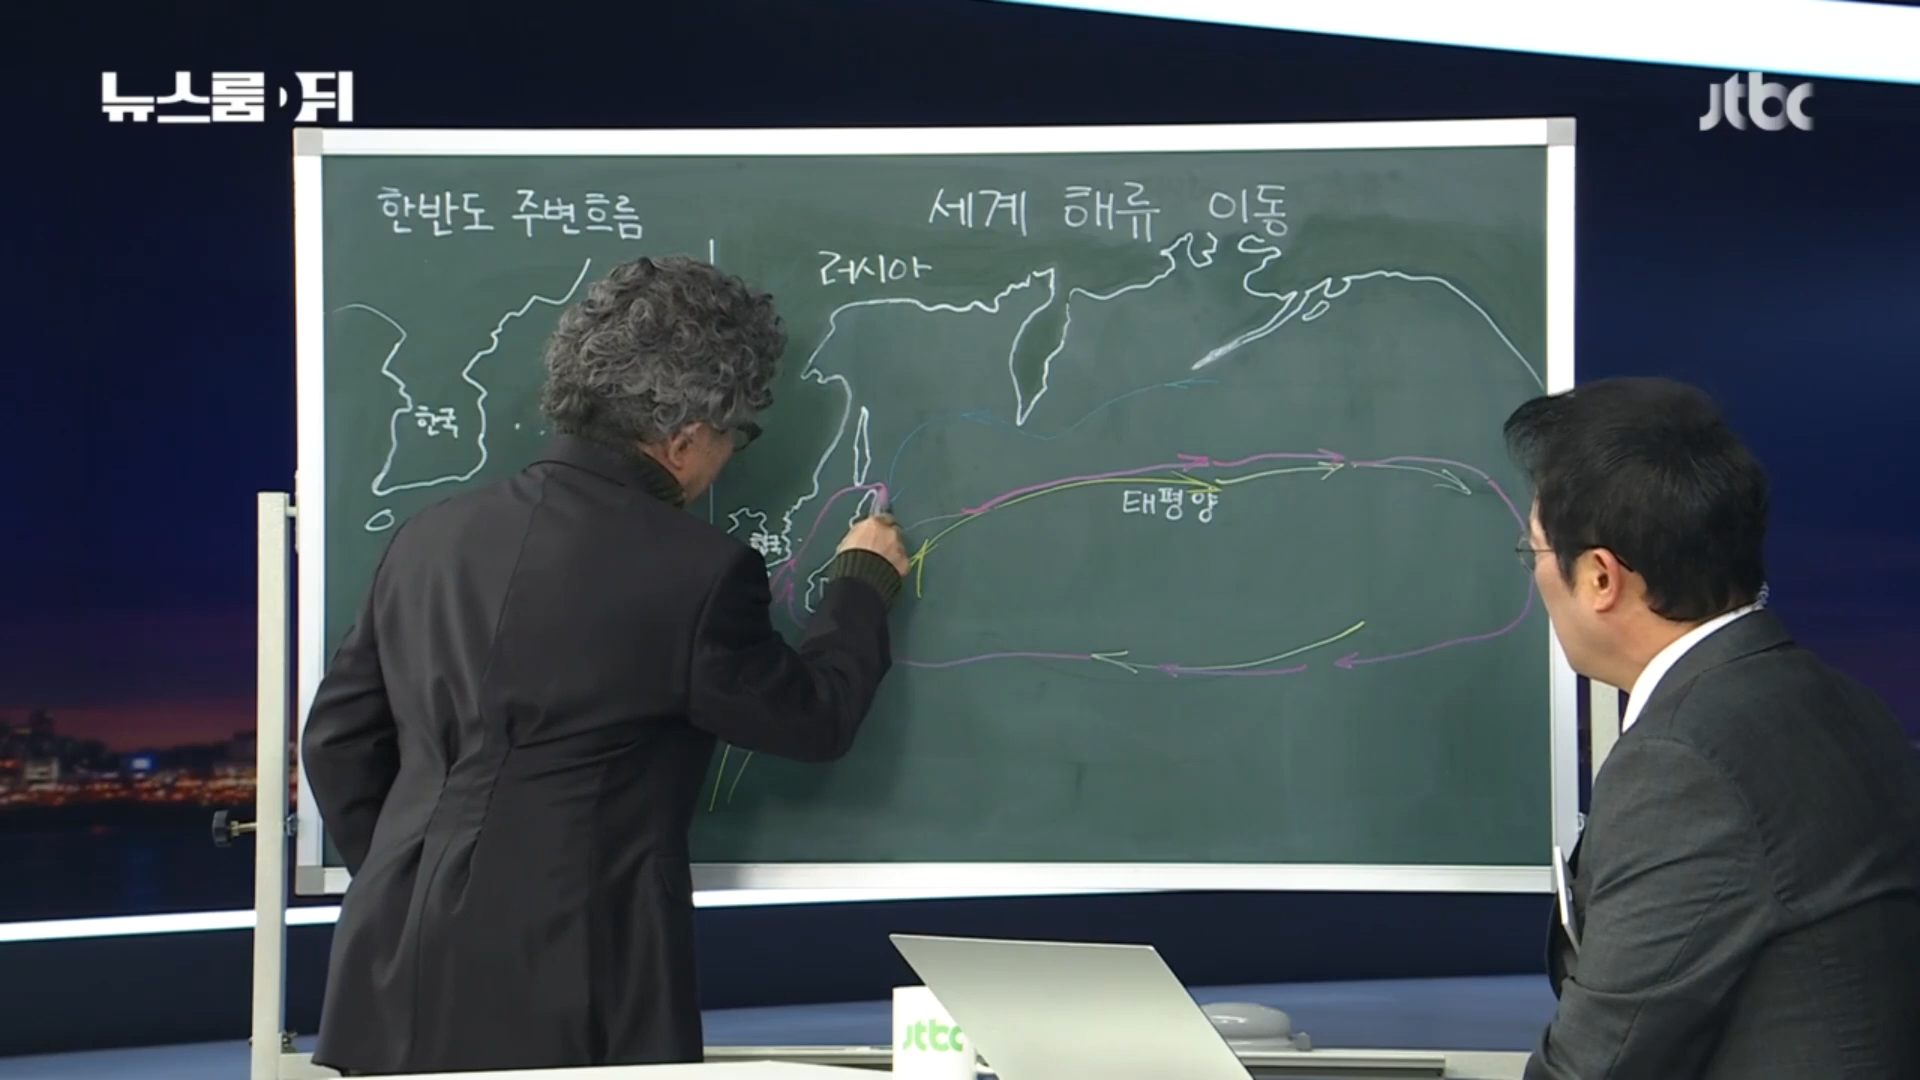 뉴스룸 뒤
jtbc
한반도 주변흐름
세계 해류 이동
러시아
한국
태평양
한국
jtbc